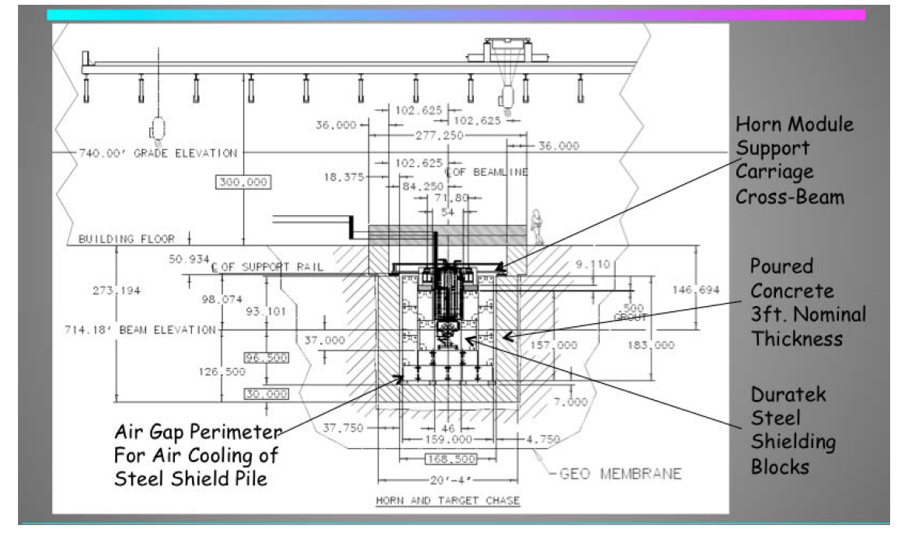 102.625
36.000
102.625
277.250
36.000
740.00' GRADE ELEVATION
102.625
℄ OF BEAMLINE
18.375
84.250
300.000
71.80
54
Horn Module
Support
Carriage
Cross-Beam
BUILDING FLOOR
50.934
℄ OF SUPPORT RAIL
9.110
273.194
98.074
93.101
146.694
.500
GROUT
714.18' BEAM ELEVATION
37.000
157.000
183.000
96.500
126.500
30.000
7.000
Poured
Concrete
3ft. Nominal
Thickness
Duratek
Steel
Shielding
Blocks
Air Gap Perimeter
For Air Cooling of
Steel Shield Pile
37.750
46
159.000
4.750
168.500
20'-4"
GEO MEMBRANE
HORN AND TARGET CHASE